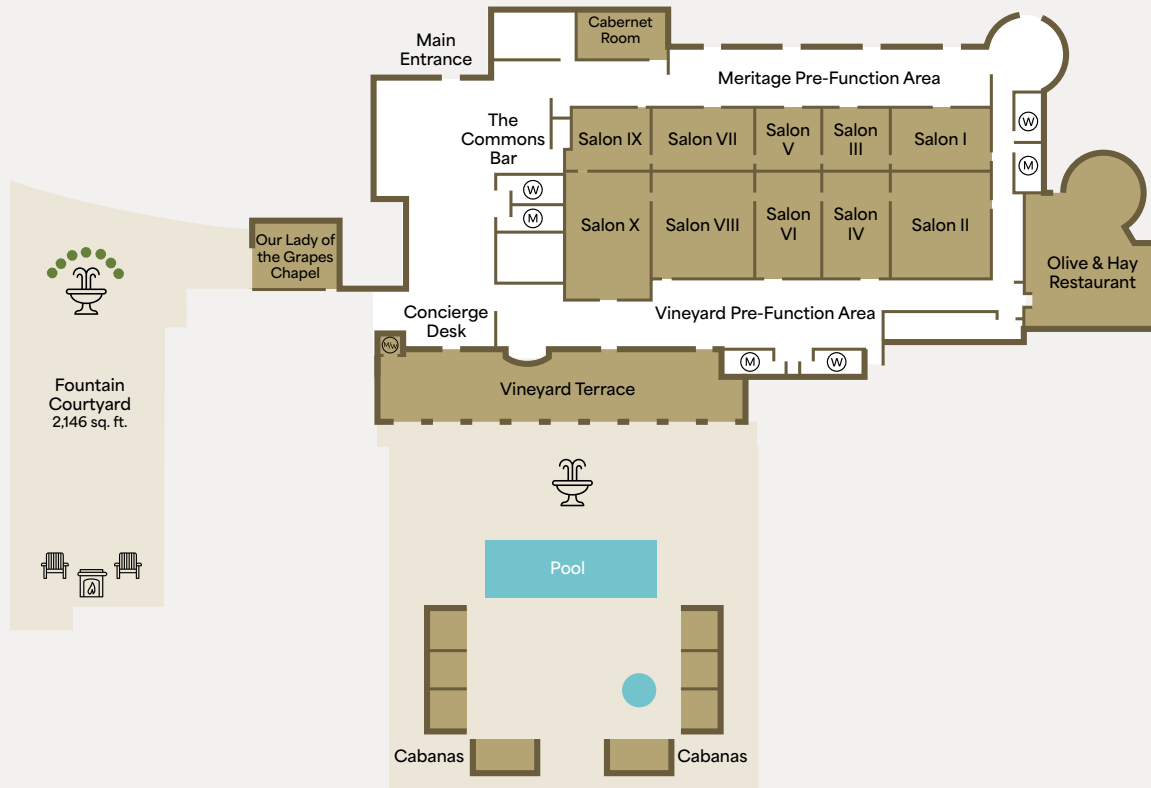 Cabernet
Room
Main
Entrance
Meritage Pre-Function Area
The
Commons
Bar
Salon IX
Salon VII
Salon
V
Salon
III
Salon I
W
M
W
M
Salon X
Salon VIII
Salon
VI
Salon
IV
Salon II
Our Lady of
the Grapes
Chapel
Olive & Hay
Restaurant
Concierge
Desk
Vineyard Pre-Function Area
M/W
M
W
Vineyard Terrace
Fountain
Courtyard
2,146 sq. ft.
Pool
Cabanas
Cabanas